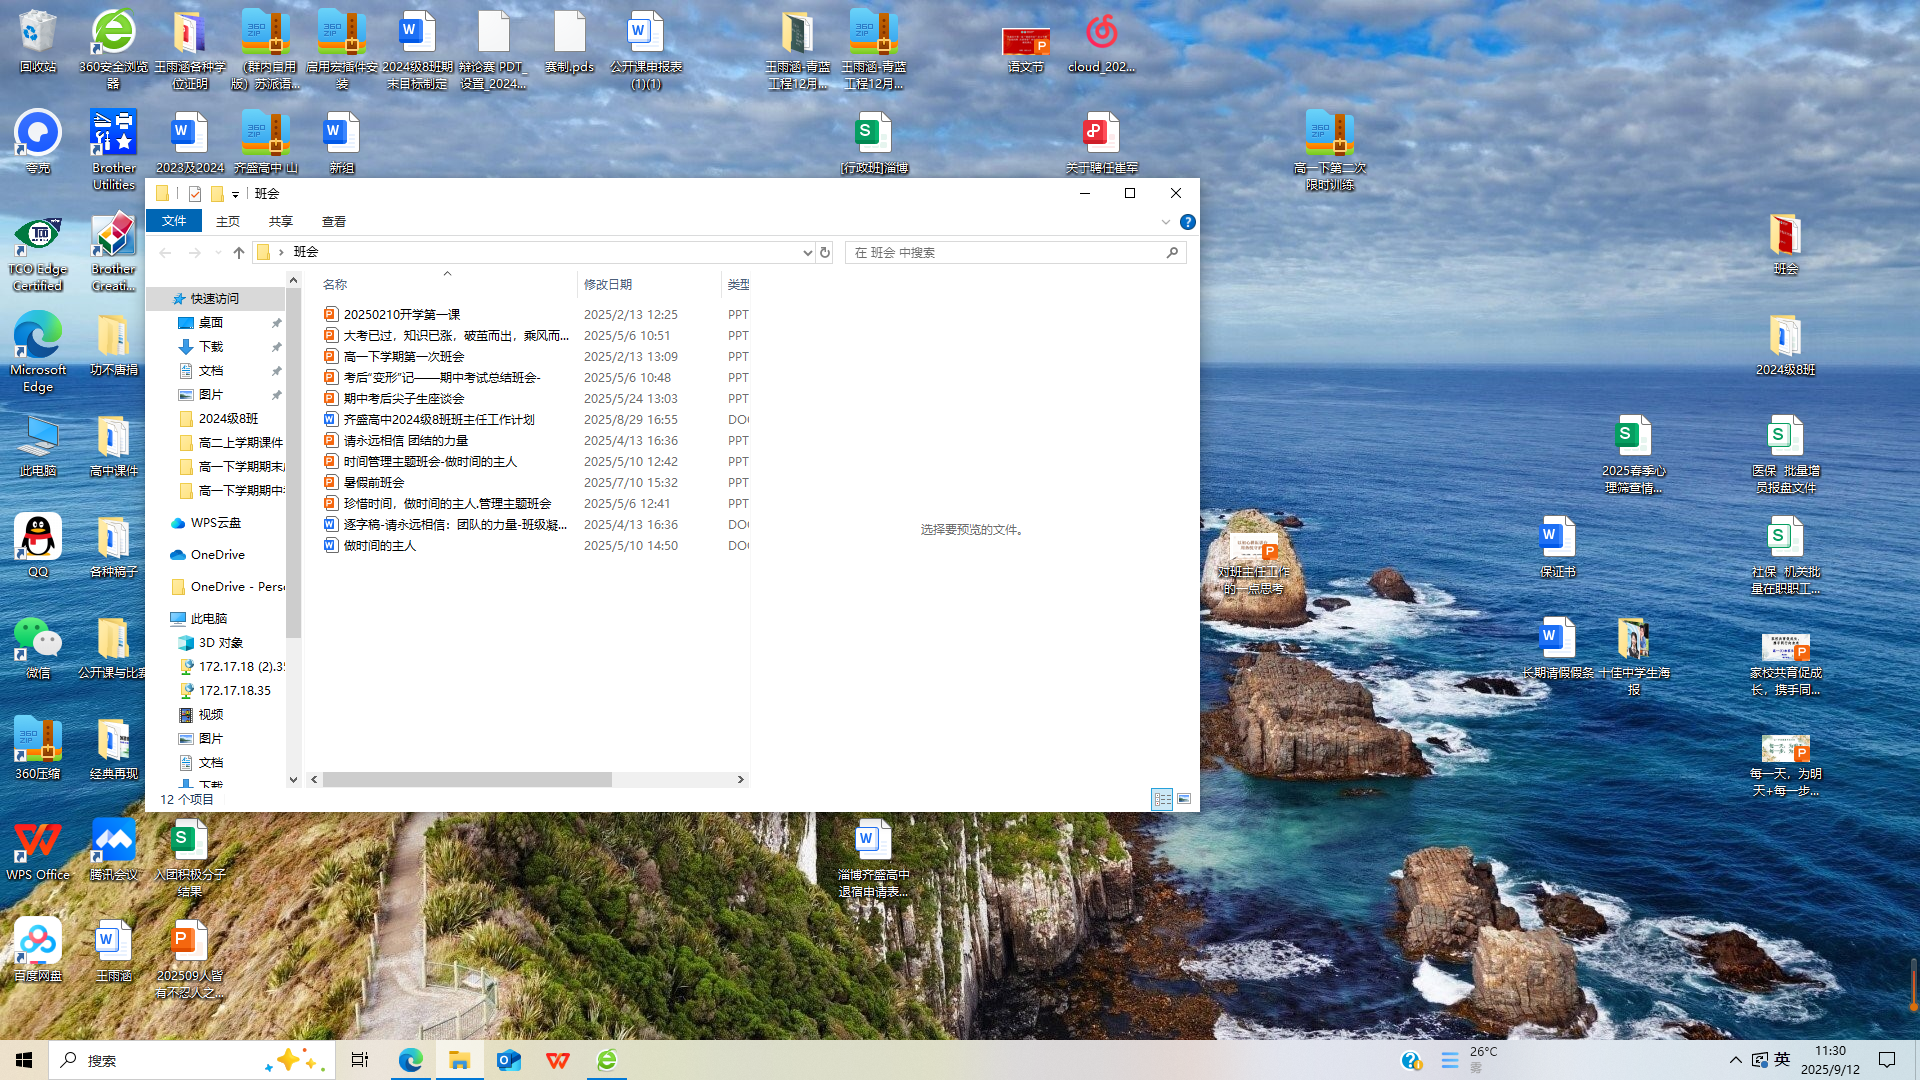 回收站
360安全浏览
器
王雨涵各种学
位证明
(群内自用
版）苏派语...
启用宏插件安
装
2024级8班期
末目标制定
辩论赛 PDT_
设置_2024...
赛制.pds
公开课申报表
(1)(1)
王雨涵-青蓝
工程12月...
王雨涵-青蓝
工程12月...
语文节
cloud_202...
夸克
Brother
Utilities
2023及2024
齐盛高中 山
新组
[行政班]淄博
关于聘任崔军
高一下第二次
限时训练
班会
文件
主页
共享
查看
班会
在 班会 中搜索
TCO Edge
Certified
Brother
Creati...
Microsoft
Edge
功不唐捐
此电脑
高中课件
QQ
各种稿子
微信
公开课与比赛
360压缩
经典再现
WPS Office
腾讯会议
入团积极分子
结果
百度网盘
王雨涵
202509人皆
有不忍人之...
快速访问
桌面
下载
文档
图片
2024级8班
高二上学期课件
高一下学期期末
高一下学期期中
WPS云盘
OneDrive
OneDrive - Pers
此电脑
3D 对象
172.17.18 (2).35
172.17.18.35
视频
图片
文档
下载
12 个项目
名称 修改日期 类型
20250210开学第一课 2025/2/13 12:25 PPT
大考已过，知识已涨，破茧而出，乘风而... 2025/5/6 10:51 PPT
高一下学期第一次班会 2025/2/13 13:09 PPT
考后“变形”记——期中考试总结班会- 2025/5/6 10:48 PPT
期中考后尖子生座谈会 2025/5/24 13:03 PPT
齐盛高中2024级8班班主任工作计划 2025/8/29 16:55 DOC
请永远相信 团结的力量 2025/4/13 16:36 PPT
时间管理主题班会-做时间的主人 2025/5/10 12:42 PPT
暑假前班会 2025/7/10 15:32 PPT
珍惜时间，做时间的主人.管理主题班会 2025/5/6 12:41 PPT
逐字稿-请永远相信：团队的力量-班级凝... 2025/4/13 16:36 DOC
做时间的主人 2025/5/10 14:50 DOC
选择要预览的文件。
班会
2024级8班
2025春季心
理筛查情...
医保_批量增
员报盘文件
保证书
社保_机关批
量在职职工...
对班主任工作
的一点思考
长期请假假条
十佳中学生海
报
家校共育促成
长，携手同...
每一天，为明
天+每一步...
淄博齐盛高中
退宿申请表...
搜索
26°C
雾
英
11:30
2025/9/12